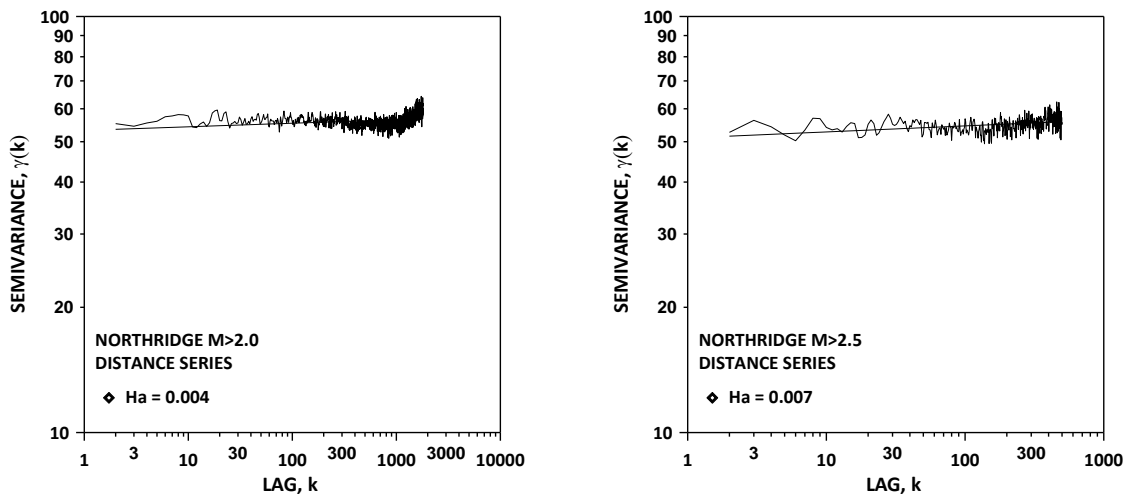 100
90
80
70
60
50
40
30
20
10
SEMIVARIANCE, γ(k)
NORTHRIDGE M>2.0
DISTANCE SERIES
Ha = 0.004
1 3 10 30 100 300 1000 10000
LAG, k
100
90
80
70
60
50
40
30
20
10
SEMIVARIANCE, γ(k)
NORTHRIDGE M>2.5
DISTANCE SERIES
Ha = 0.007
1 3 10 30 100 300 1000
LAG, k